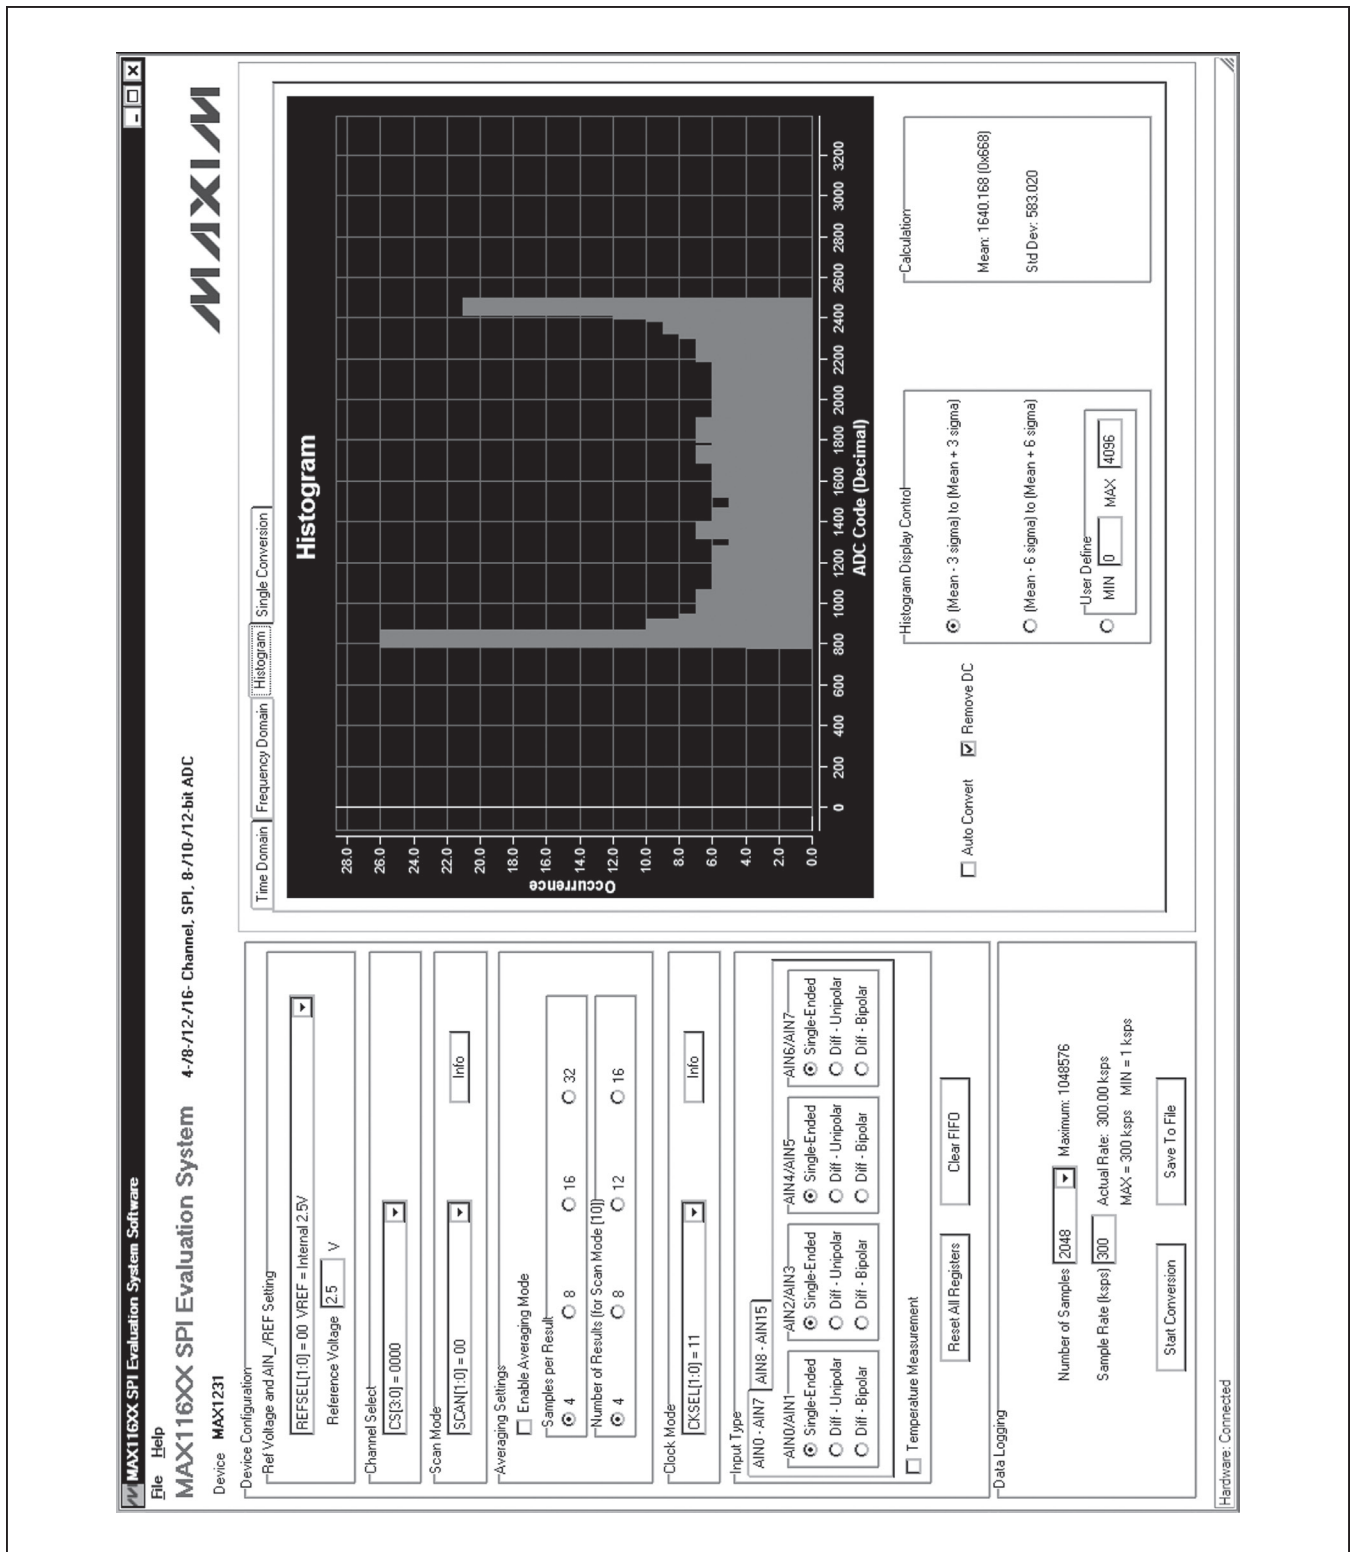 MAX116XX SPI Evaluation System Software
File Help
MAX116XX SPI Evaluation System 4-/8-/12-/16- Channel, SPI, 8-/10-/12-bit ADC
MAXIM
Device MAX1231
Device Configuration
Ref Voltage and AIN_/REF Setting
REFSEL[1:0] = 00 VREF = Internal 2.5V
Reference Voltage 2.5 V
Channel Select
CS[3:0] = 0000
Scan Mode
SCAN[1:0] = 00
Info
Averaging Settings
Enable Averaging Mode
Samples per Result
4 8 16 32
Number of Results (for Scan Mode [10])
4 8 12 16
Clock Mode
CKSEL[1:0] = 11
Info
Input Type
AIN0 - AIN7 AIN8 - AIN15
AIN0/AIN1 AIN2/AIN3 AIN4/AIN5 AIN6/AIN7
Single-Ended Single-Ended Single-Ended Single-Ended
Diff - Unipolar Diff - Unipolar Diff - Unipolar Diff - Unipolar
Diff - Bipolar Diff - Bipolar Diff - Bipolar Diff - Bipolar
Temperature Measurement
Reset All Registers Clear FIFO
Data Logging
Number of Samples 2048 Maximum: 1048576
Sample Rate (ksps) 300 Actual Rate: 300.00 ksps
MAX = 300 ksps MIN = 1 ksps
Start Conversion Save To File
Time Domain Frequency Domain Histogram Single Conversion
Histogram
Occurrence
28.0
26.0
24.0
22.0
20.0
18.0
16.0
14.0
12.0
10.0
8.0
6.0
4.0
2.0
0.0
0 200 400 600 800 1000 1200 1400 1600 1800 2000 2200 2400 2600 2800 3000 3200
ADC Code (Decimal)
Auto Convert Remove DC
Histogram Display Control
(Mean - 3 sigma) to (Mean + 3 sigma)
(Mean - 6 sigma) to (Mean + 6 sigma)
User Define
MIN 0 MAX 4096
Calculation
Mean: 1640.168 (0x668)
Std Dev: 583.020
Hardware: Connected